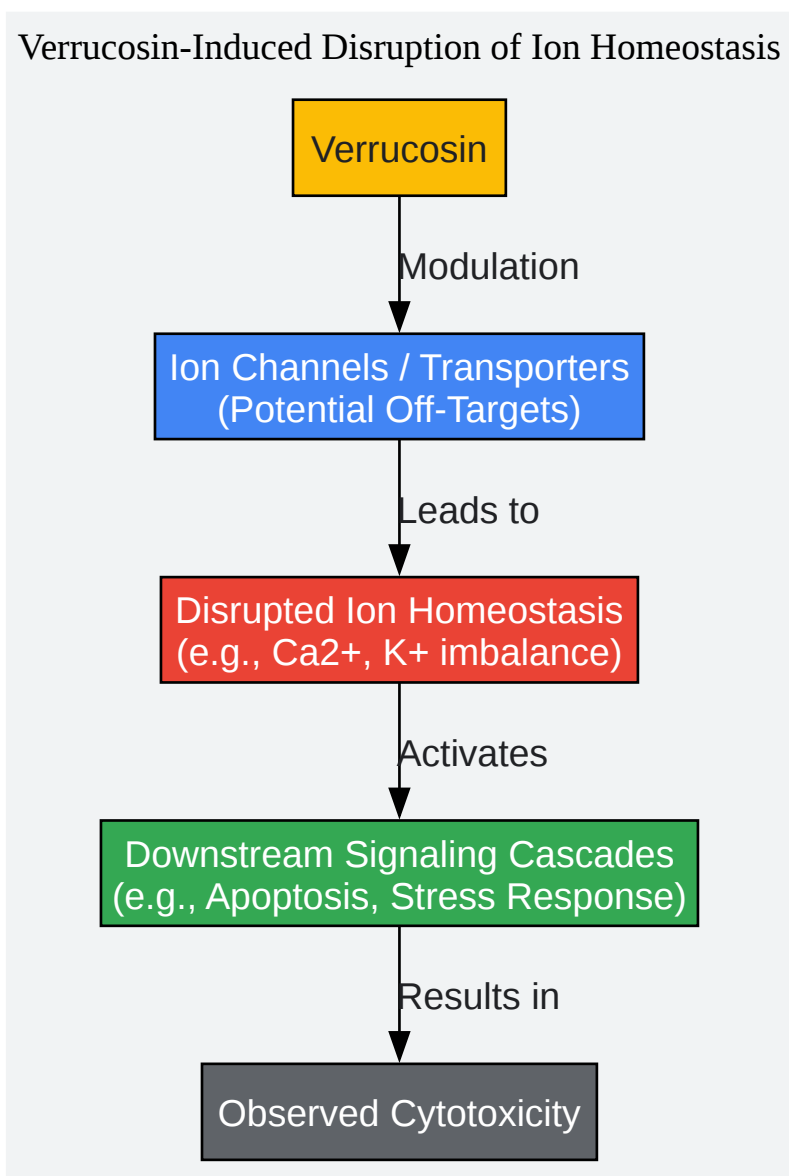 Verrucosin-Induced Disruption of Ion Homeostasis
Verrucosin
Modulation
Ion Channels / Transporters
(Potential Off-Targets)
Leads to
Disrupted Ion Homeostasis
(e.g., Ca2+, K+ imbalance)
Activates
Downstream Signaling Cascades
(e.g., Apoptosis, Stress Response)
Results in
Observed Cytotoxicity